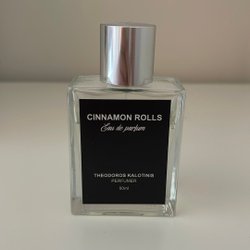 CINNAMON ROLLS
Eau de parfum
THEODOROS KALOTINIS
PERFUMER
50ml